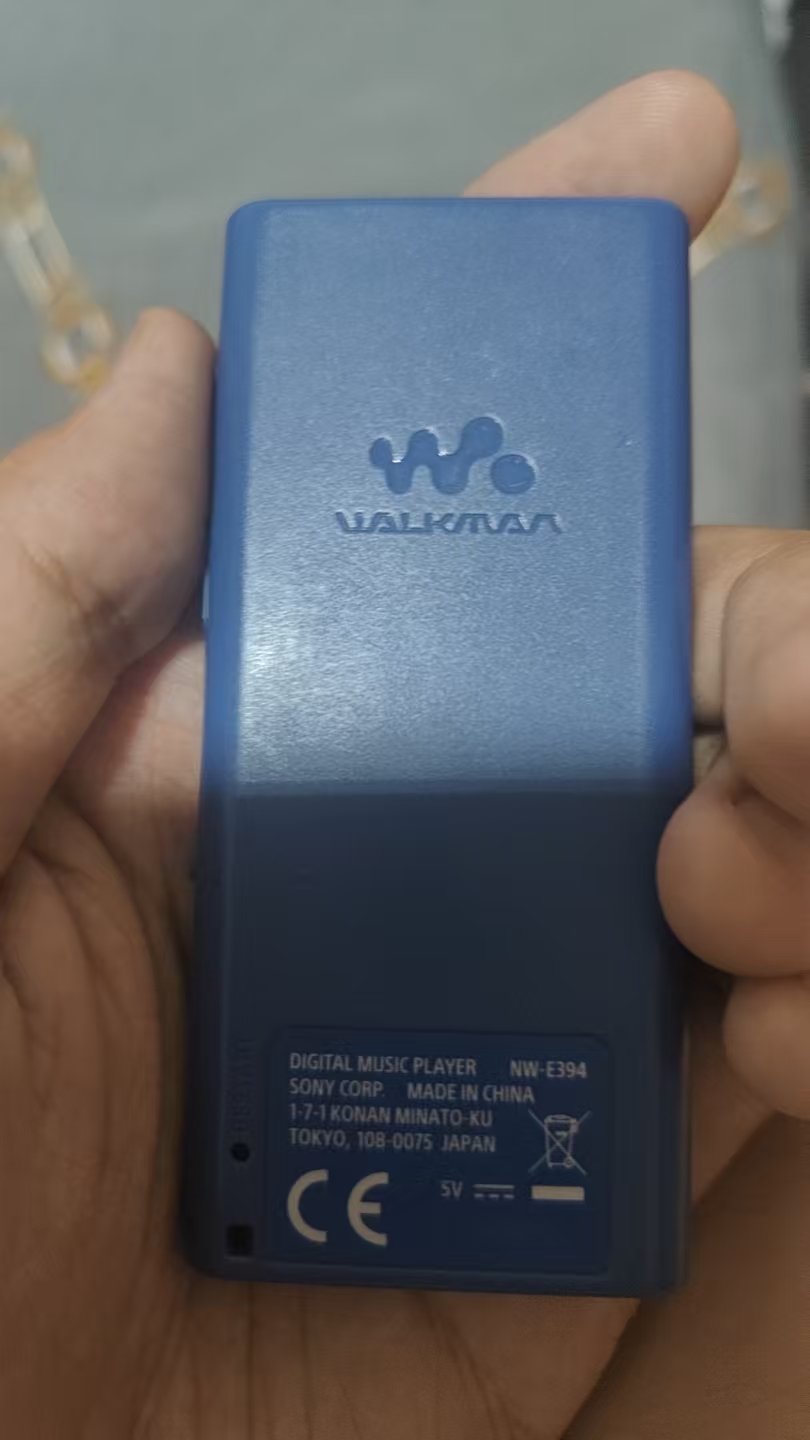 WALKMAN
DIGITAL MUSIC PLAYER NW-E394
SONY CORP. MADE IN CHINA
1-7-1 KONAN MINATO-KU
TOKYO, 108-0075 JAPAN
5V
CE